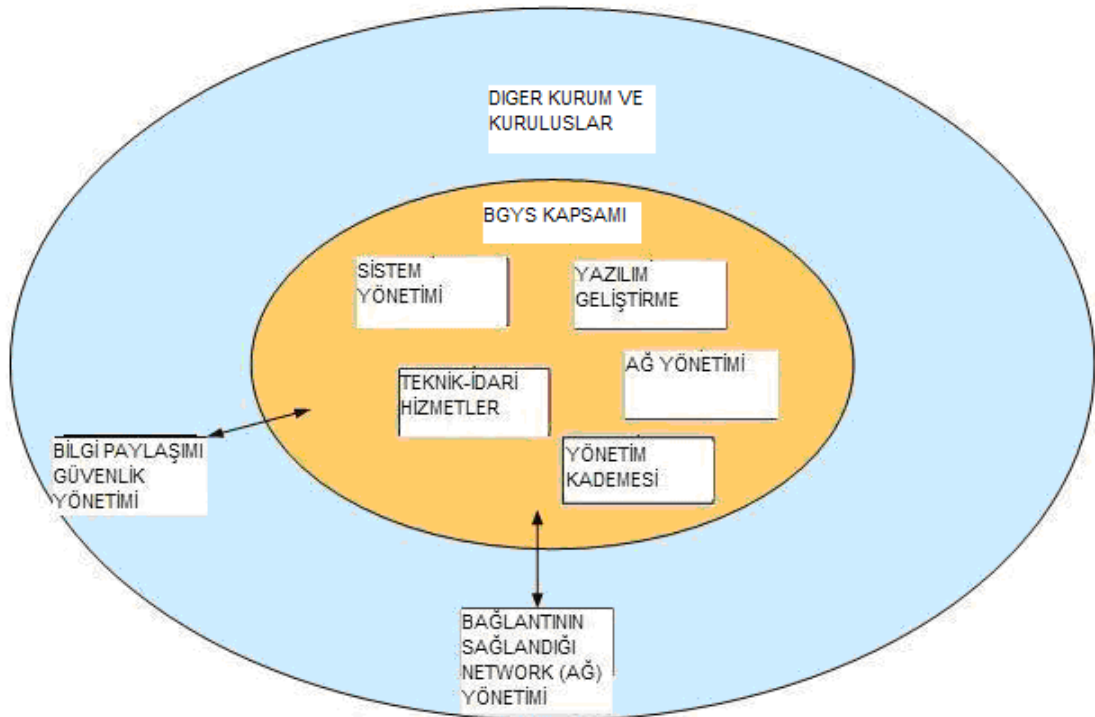 DIGER KURUM VE
KURULUSLAR
BGYS KAPSAMI
SİSTEM
YÖNETİMİ
YAZILIM
GELİŞTİRME
TEKNİK-İDARİ
HİZMETLER
AĞ YÖNETİMİ
YÖNETİM
KADEMESİ
BİLGİ PAYLAŞIMI
GÜVENLİK
YÖNETİMİ
BAĞLANTININ
SAĞLANDIĞI
NETWORK (AĞ)
YÖNETİMİ